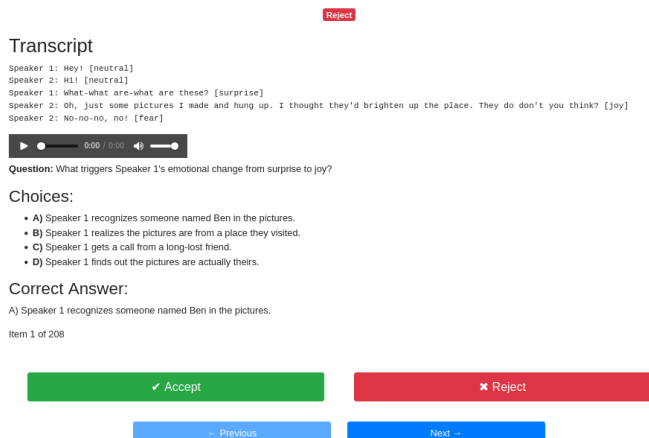 Reject
Transcript
Speaker 1: Hey! [neutral]
Speaker 2: Hi! [neutral]
Speaker 1: What-what are-what are these? [surprise]
Speaker 2: Oh, just some pictures I made and hung up. I thought they'd brighten up the place. They do don't you think? [joy]
Speaker 2: No-no-no, no! [fear]
0:00 / 0:00
Question: What triggers Speaker 1's emotional change from surprise to joy?
Choices:
• A) Speaker 1 recognizes someone named Ben in the pictures.
• B) Speaker 1 realizes the pictures are from a place they visited.
• C) Speaker 1 gets a call from a long-lost friend.
• D) Speaker 1 finds out the pictures are actually theirs.
Correct Answer:
A) Speaker 1 recognizes someone named Ben in the pictures.
Item 1 of 208
✔ Accept
✖ Reject
← Previous
Next →